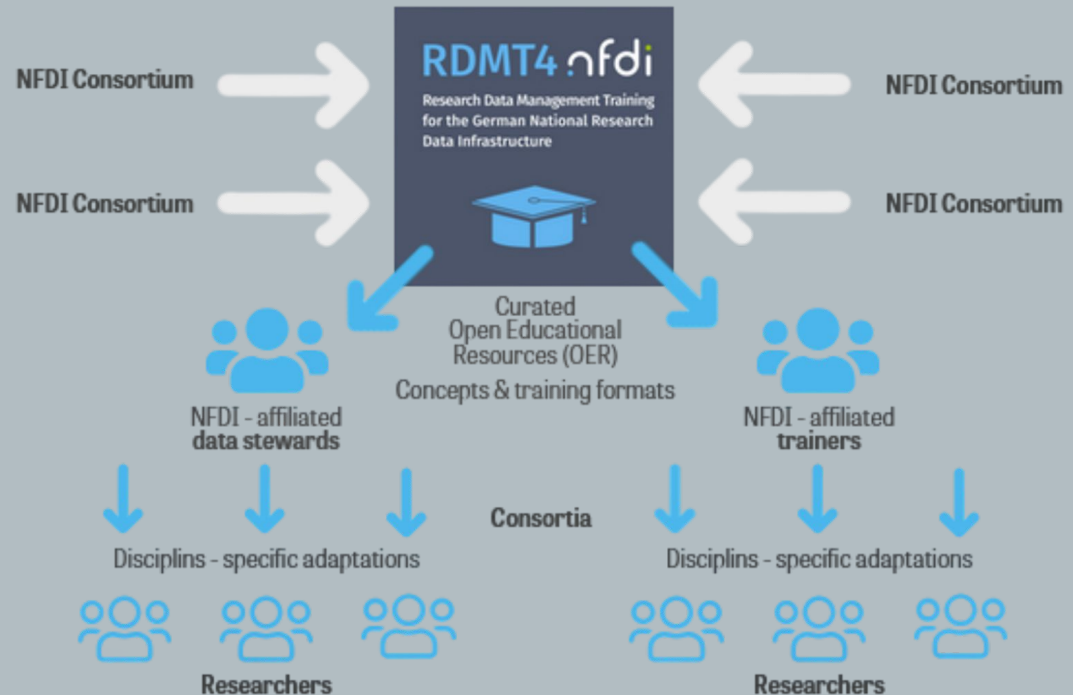 RDMT4 nfdi
Research Data Management Training
for the German National Research
Data Infrastructure
NFDI Consortium
NFDI Consortium
NFDI Consortium
NFDI Consortium
Curated
Open Educational
Resources (OER)
Concepts & training formats
NFDI - affiliated
data stewards
NFDI - affiliated
trainers
Consortia
Disciplins - specific adaptations
Disciplins - specific adaptations
Researchers
Researchers